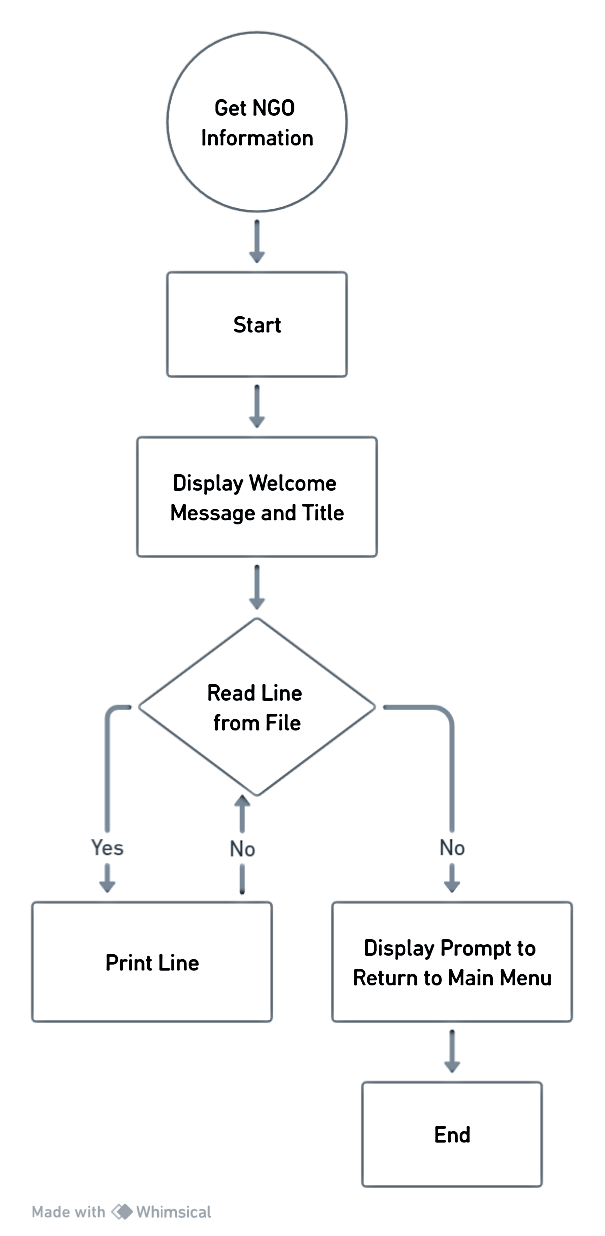 Get NGO
Information
Start
Display Welcome
Message and Title
Read Line
from File
Yes
No
No
Print Line
Display Prompt to
Return to Main Menu
End
Made with Whimsical